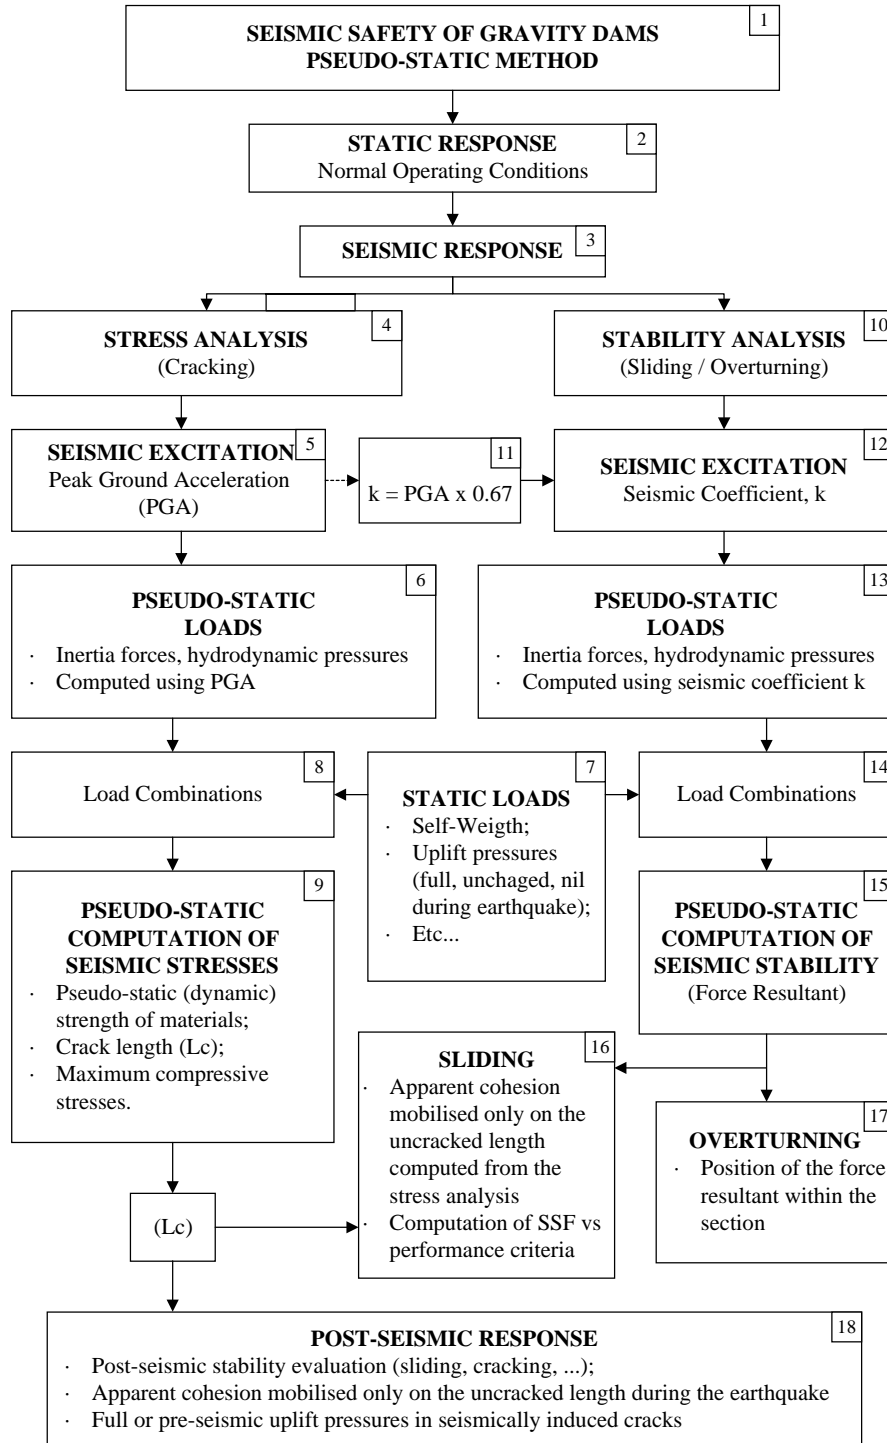 1
SEISMIC SAFETY OF GRAVITY DAMS
PSEUDO-STATIC METHOD
2
STATIC RESPONSE
Normal Operating Conditions
3
SEISMIC RESPONSE
4
STRESS ANALYSIS
(Cracking)
10
STABILITY ANALYSIS
(Sliding / Overturning)
5
SEISMIC EXCITATION
Peak Ground Acceleration
(PGA)
11
k = PGA x 0.67
12
SEISMIC EXCITATION
Seismic Coefficient, k
6
PSEUDO-STATIC
LOADS
· Inertia forces, hydrodynamic pressures
· Computed using PGA
13
PSEUDO-STATIC
LOADS
· Inertia forces, hydrodynamic pressures
· Computed using seismic coefficient k
8
Load Combinations
7
STATIC LOADS
· Self-Weigth;
· Uplift pressures
(full, unchaged, nil
during earthquake);
· Etc...
14
Load Combinations
9
PSEUDO-STATIC
COMPUTATION OF
SEISMIC STRESSES
· Pseudo-static (dynamic)
strength of materials;
· Crack length (Lc);
· Maximum compressive
stresses.
15
PSEUDO-STATIC
COMPUTATION OF
SEISMIC STABILITY
(Force Resultant)
16
SLIDING
· Apparent cohesion
mobilised only on the
uncracked length
computed from the
stress analysis
· Computation of SSF vs
performance criteria
17
OVERTURNING
· Position of the force
resultant within the
section
(Lc)
18
POST-SEISMIC RESPONSE
· Post-seismic stability evaluation (sliding, cracking, ...);
· Apparent cohesion mobilised only on the uncracked length during the earthquake
· Full or pre-seismic uplift pressures in seismically induced cracks